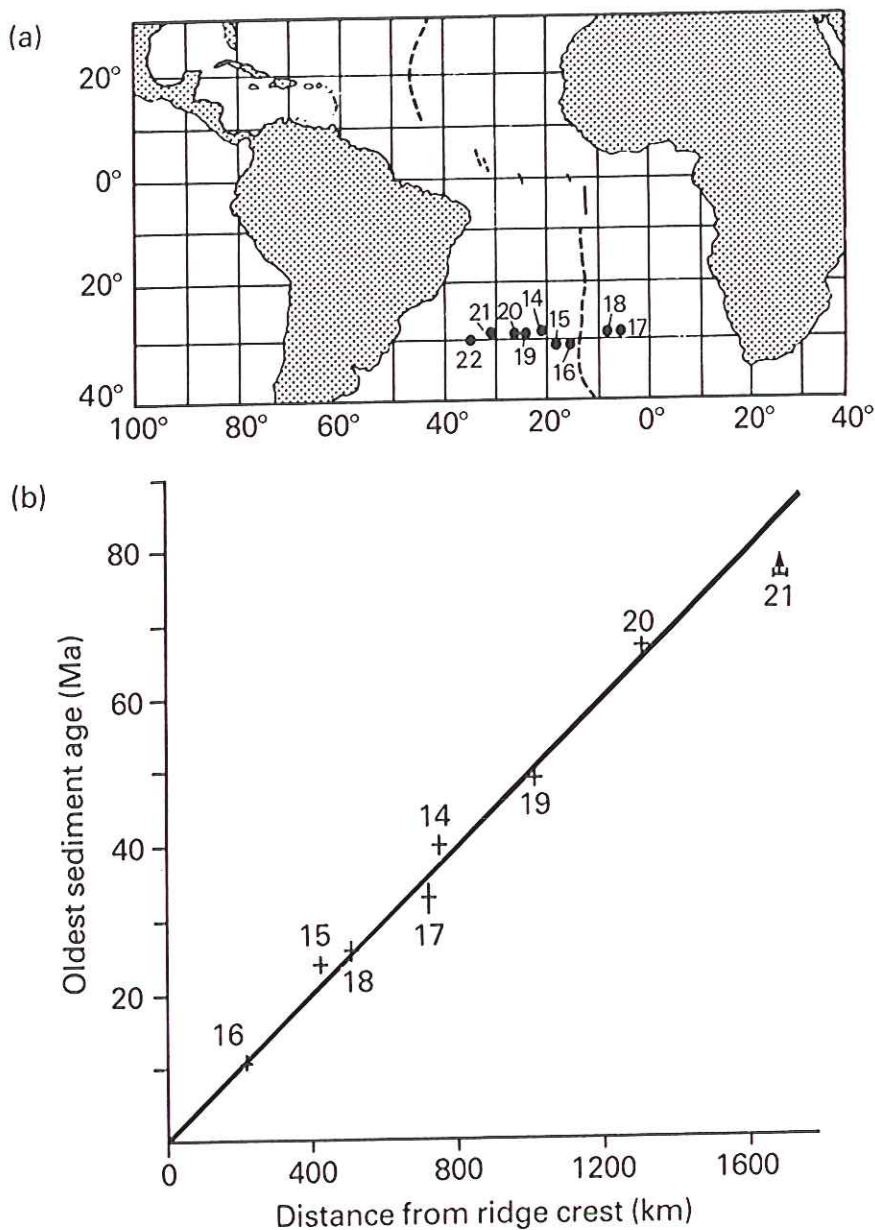 (a)
20°
0°
20°
40°
21 20 14 15 18
22 19 16 17
100° 80° 60° 40° 20° 0° 20° 40°
(b)
Oldest sediment age (Ma)
80
60
40
20
21
20
19
14
17
15
18
16
0 400 800 1200 1600
Distance from ridge crest (km)